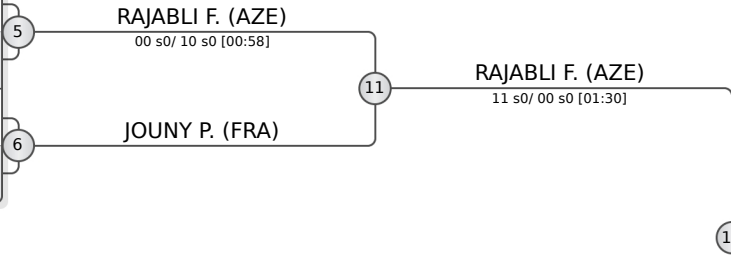 RAJABLI F. (AZE)
5
00 s0/ 10 s0 [00:58]
RAJABLI F. (AZE)
11
11 s0/ 00 s0 [01:30]
JOUNY P. (FRA)
6